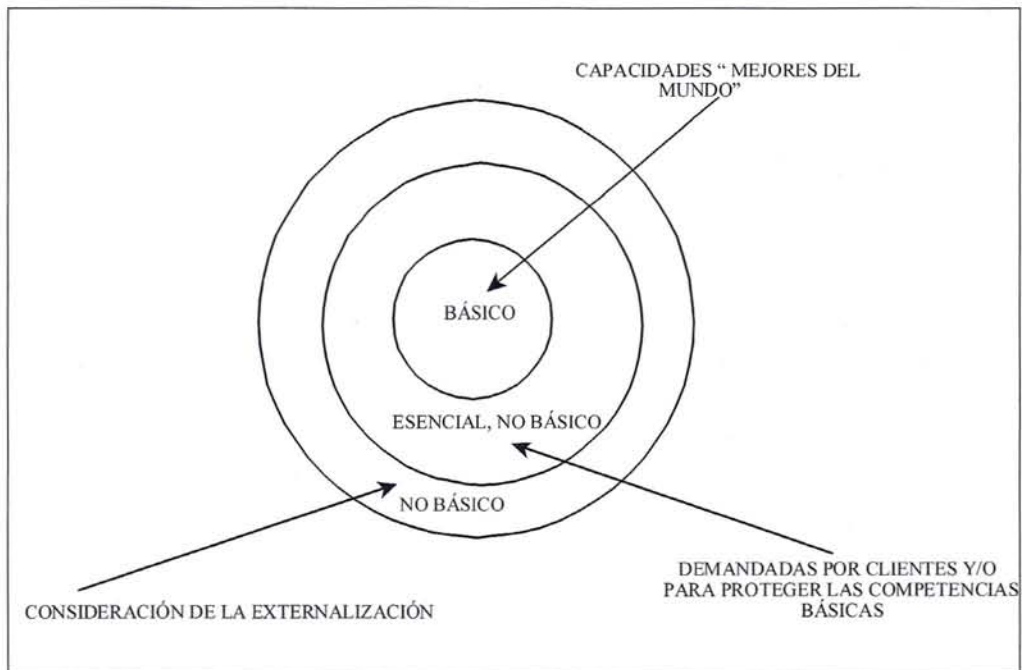 CAPACIDADES “ MEJORES DEL
MUNDO”
BÁSICO
ESENCIAL, NO BÁSICO
NO BÁSICO
DEMANDADAS POR CLIENTES Y/O
PARA PROTEGER LAS COMPETENCIAS
BÁSICAS
CONSIDERACIÓN DE LA EXTERNALIZACIÓN